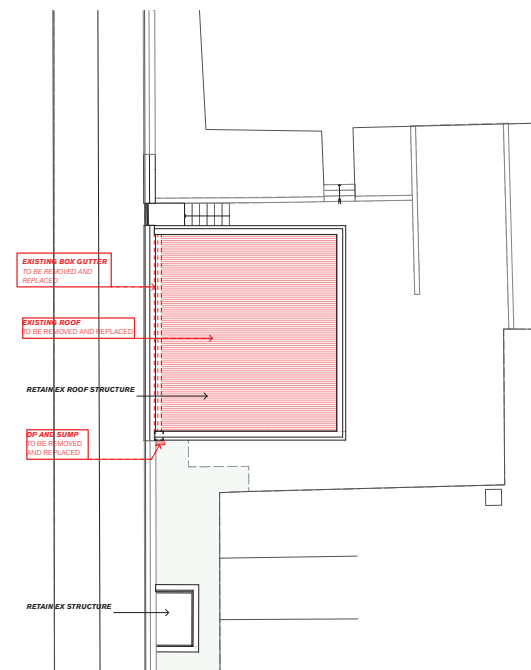 EXISTING BOX GUTTER
TO BE REMOVED AND
REPLACED
EXISTING ROOF
TO BE REMOVED AND REPLACED
RETAIN EX ROOF STRUCTURE
DP AND SUMP
TO BE REMOVED
AND REPLACED
RETAIN EX STRUCTURE